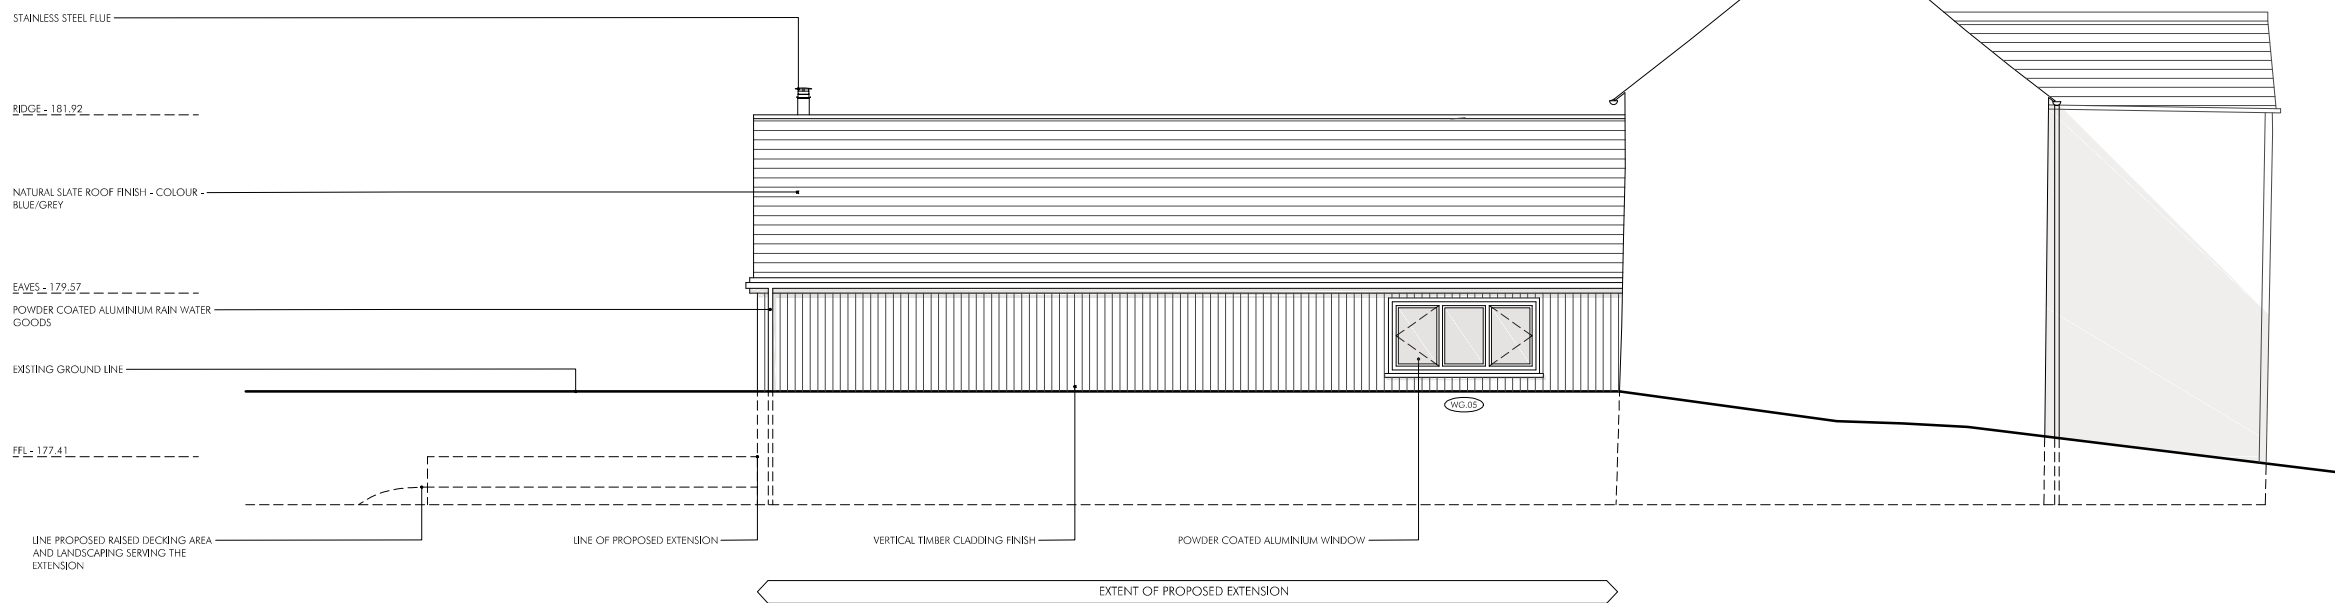 STAINLESS STEEL FLUE
RIDGE - 181.92
NATURAL SLATE ROOF FINISH - COLOUR -
BLUE/GREY
EAVES - 179.57
POWDER COATED ALUMINIUM RAIN WATER
GOODS
EXISTING GROUND LINE
WG.05
FFL - 177.41
LINE PROPOSED RAISED DECKING AREA
AND LANDSCAPING SERVING THE
EXTENSION
LINE OF PROPOSED EXTENSION
VERTICAL TIMBER CLADDING FINISH
POWDER COATED ALUMINIUM WINDOW
EXTENT OF PROPOSED EXTENSION